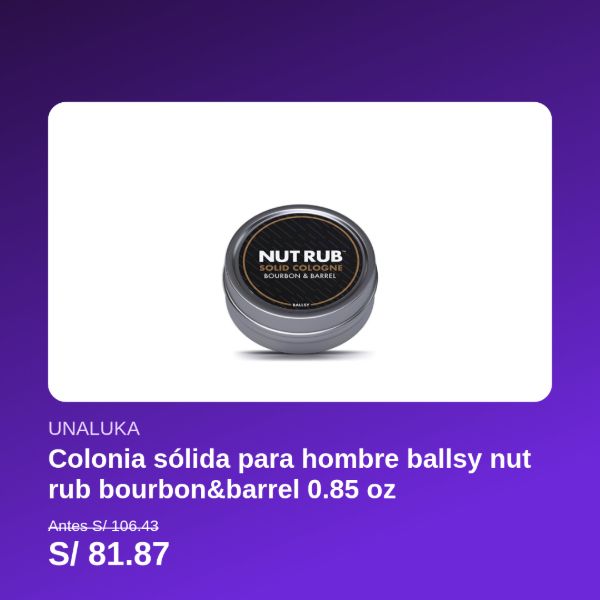 NUT RUB™
SOLID COLOGNE
BOURBON & BARREL
BALLSY
UNALUKA
Colonia sólida para hombre ballsy nut
rub bourbon&barrel 0.85 oz
Antes S/ 106.43
S/ 81.87